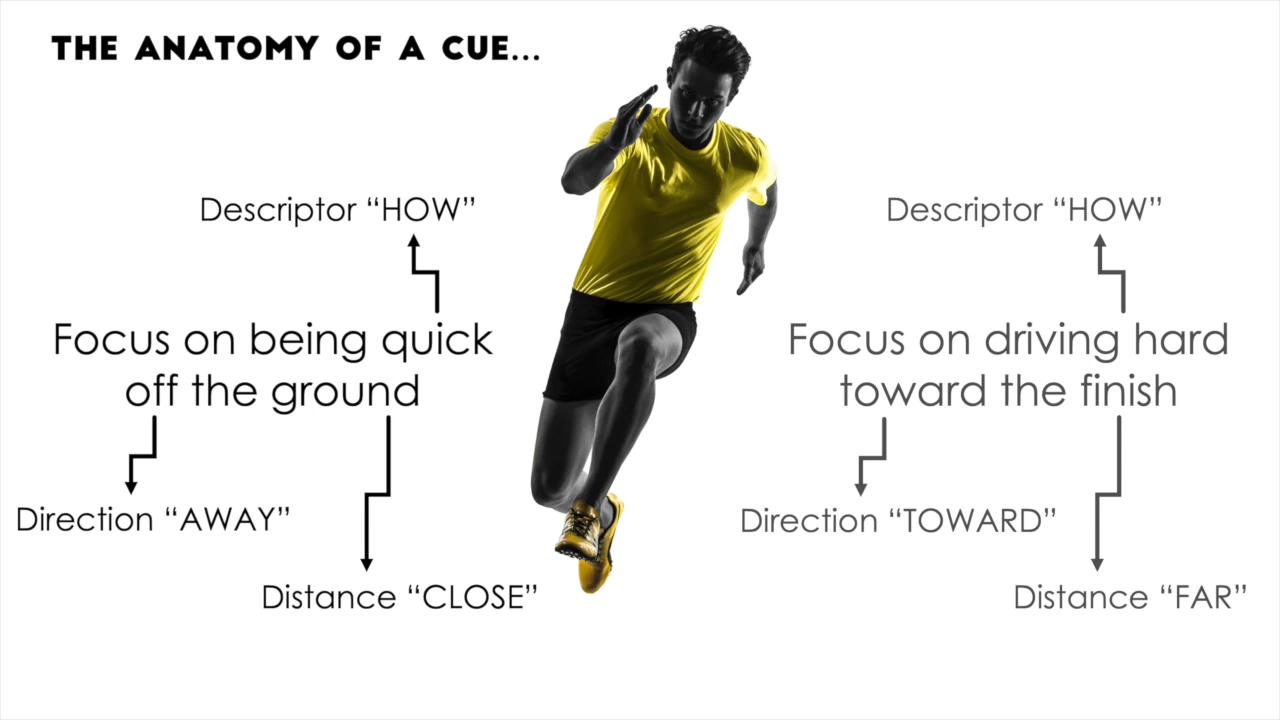 THE ANATOMY OF A CUE...
Descriptor “HOW”
Focus on being quick
off the ground
Direction “AWAY”
Distance “CLOSE”
Descriptor “HOW”
Focus on driving hard
toward the finish
Direction “TOWARD”
Distance “FAR”